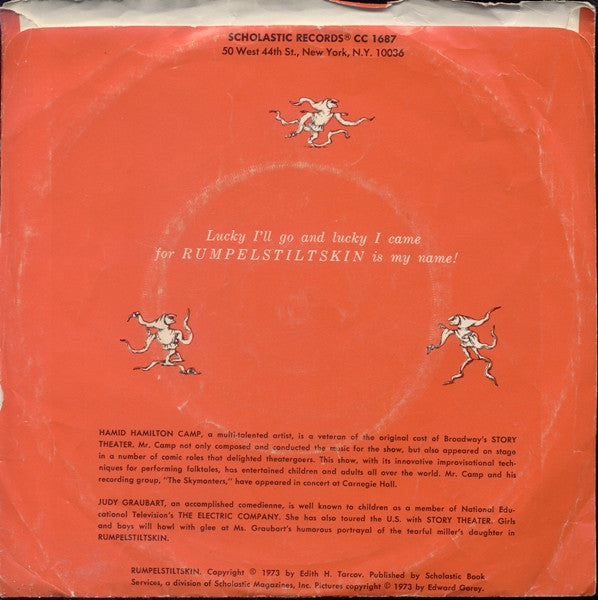 SCHOLASTIC RECORDS® CC 1687
50 West 44th St., New York, N.Y. 10036
Lucky I'll go and lucky I came
for RUMPELSTILTSKIN is my name!
HAMID HAMILTON CAMP, a multi-talented artist, is a veteran of the original cast of Broadway's STORY
THEATER. Mr. Camp not only composed and conducted the music for the show, but also appeared on stage
in a number of comic roles that delighted theatergoers. This show, with its innovative improvisational tech-
niques for performing folktales, has entertained children and adults all over the world. Mr. Camp and his
recording group, "The Skymonters," have appeared in concert at Carnegie Holl.
JUDY GRAUBART, an accomplished comedienne, is well known to children as a member of National Edu-
cational Television's THE ELECTRIC COMPANY. She has also toured the U.S. with STORY THEATER. Girls
and boys will howl with glee at Ms. Graubart's humorous portrayal of the tearful miller's daughter in
RUMPELSTILTSKIN.
RUMPELSTILTSKIN. Copyright © 1973 by Edith H. Tarcov. Published by Scholastic Book
Services, a division of Scholastic Magazines, Inc. Pictures copyright © 1973 by Edward Gorey.